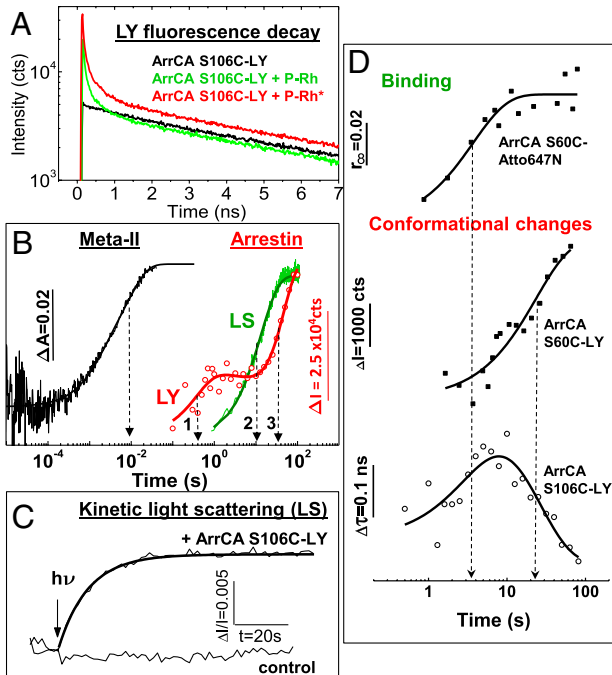 A
LY fluorescence decay
ArrCA S106C-LY
ArrCA S106C-LY + P-Rh
ArrCA S106C-LY + P-Rh*
Intensity (cts)
10⁴
10³
0 1 2 3 4 5 6 7
Time (ns)
B
Meta-II
Arrestin
ΔA=0.02
LS
LY
ΔI = 2.5 x10⁴cts
1 2 3
10⁻⁴ 10⁻² 10⁰ 10²
Time (s)
C
Kinetic light scattering (LS)
+ ArrCA S106C-LY
hν
ΔI/I=0.005
t=20s
control
D
Binding
r∞=0.02
ArrCA S60C-
Atto647N
Conformational changes
ΔI=1000 cts
ArrCA
S60C-LY
Δτ=0.1 ns
ArrCA
S106C-LY
1 10 100
Time (s)